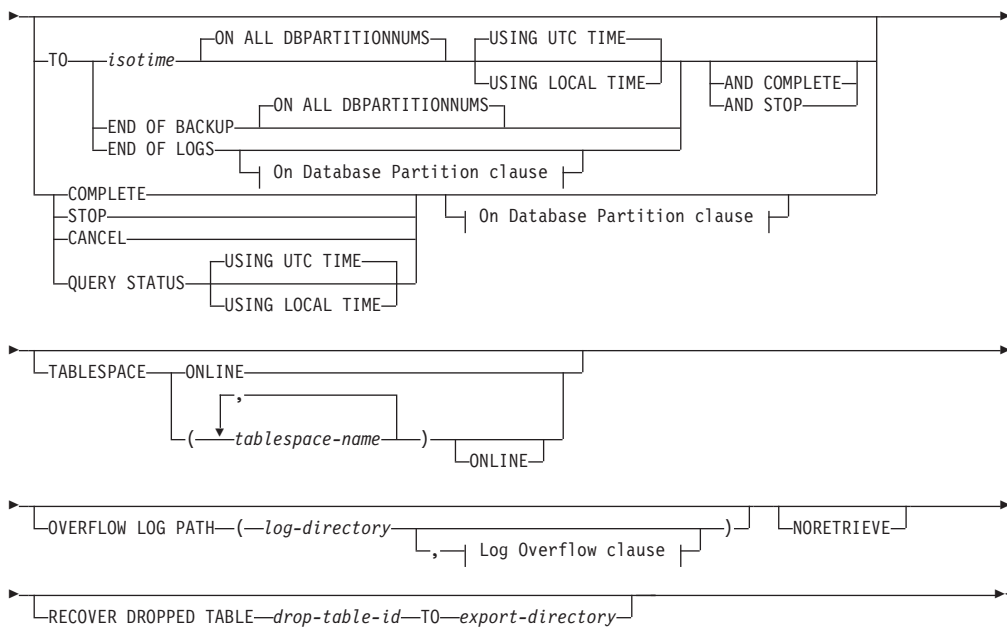 ON ALL DBPARTITIONNUMS USING UTC TIME
TO isotime
USING LOCAL TIME AND COMPLETE
ON ALL DBPARTITIONNUMS AND STOP
END OF BACKUP
END OF LOGS
On Database Partition clause
COMPLETE
STOP On Database Partition clause
CANCEL
USING UTC TIME
QUERY STATUS
USING LOCAL TIME
TABLESPACE ONLINE
,
( tablespace-name )
ONLINE
OVERFLOW LOG PATH ( log-directory ) NORETRIEVE
, Log Overflow clause
RECOVER DROPPED TABLE drop-table-id TO export-directory